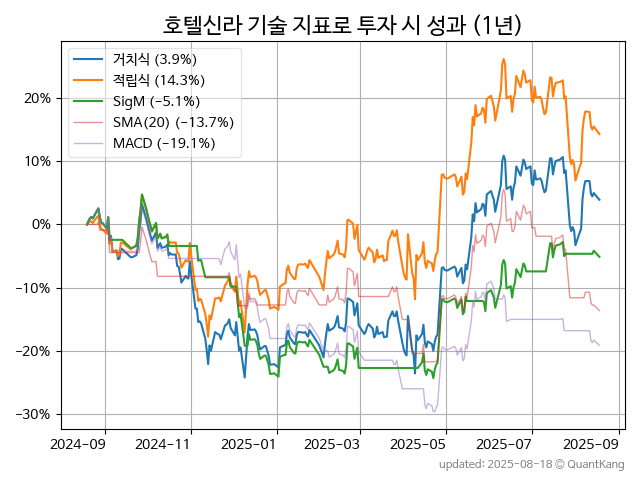 호텔신라 기술 지표로 투자 시 성과 (1년)
거치식 (3.9%)
적립식 (14.3%)
SigM (−5.1%)
SMA(20) (−13.7%)
MACD (−19.1%)
20%
10%
0%
−10%
−20%
−30%
2024-09 2024-11 2025-01 2025-03 2025-05 2025-07 2025-09
updated: 2025-08-18 © QuantKang